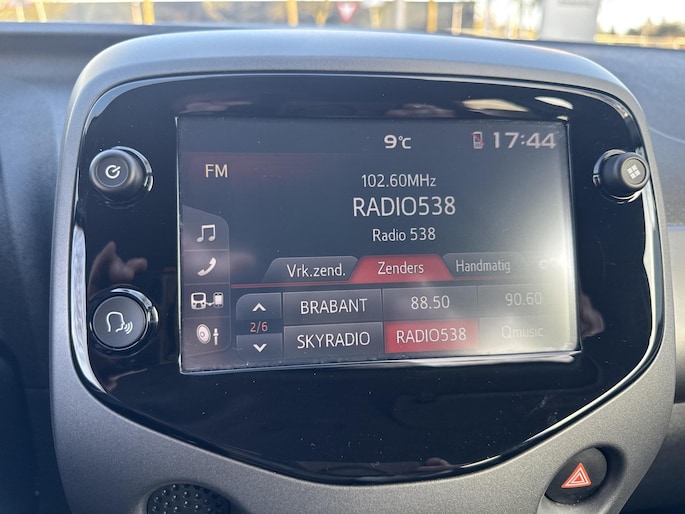 9°C 17:44
FM
102.60MHz
RADIO538
Radio 538
Vrk.zend. Zenders Handmatig
BRABANT 88.50 90.60
2/6
SKYRADIO RADIO538 Qmusic